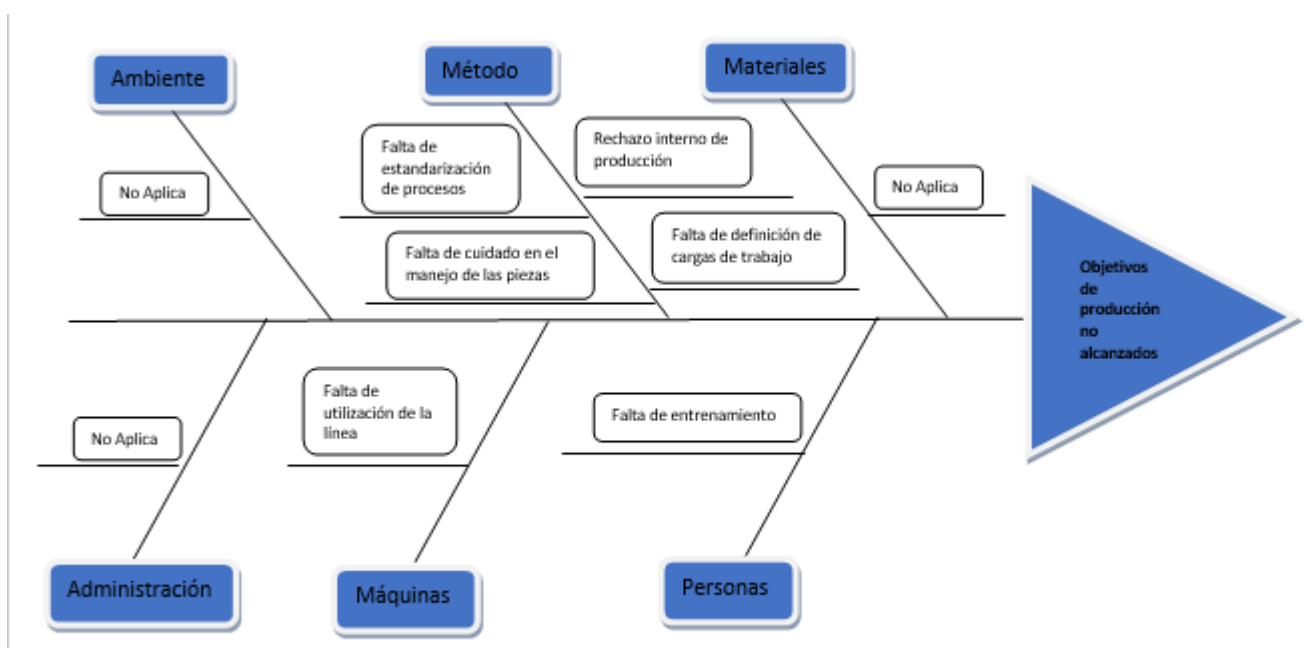 Ambiente
Método
Materiales
Falta de
estandarización
de procesos
Rechazo interno de
producción
No Aplica
No Aplica
Falta de cuidado en el
manejo de las piezas
Falta de definición de
cargas de trabajo
Objetivos
de
producción
no
alcanzados
No Aplica
Falta de
utilización de la
línea
Falta de entrenamiento
Administración
Máquinas
Personas